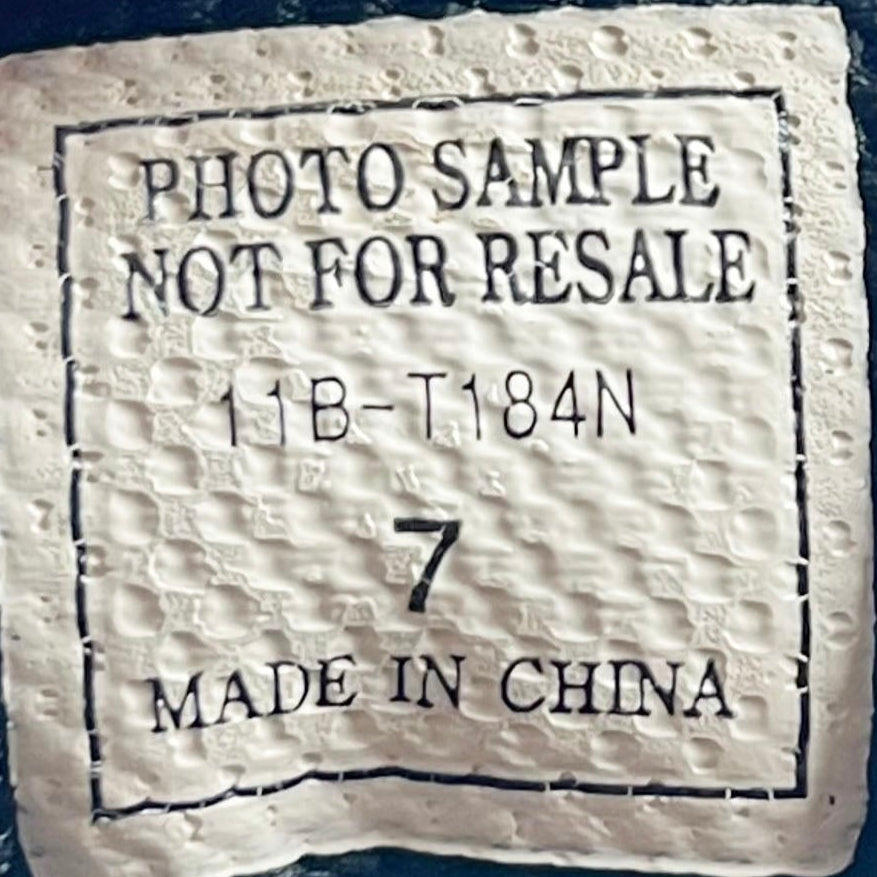 PHOTO SAMPLE
NOT FOR RESALE
11B-T184N
7
MADE IN CHINA